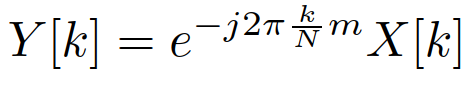 $Y[k] = e^{-j2\pi \frac{k}{N} m} X[k]$